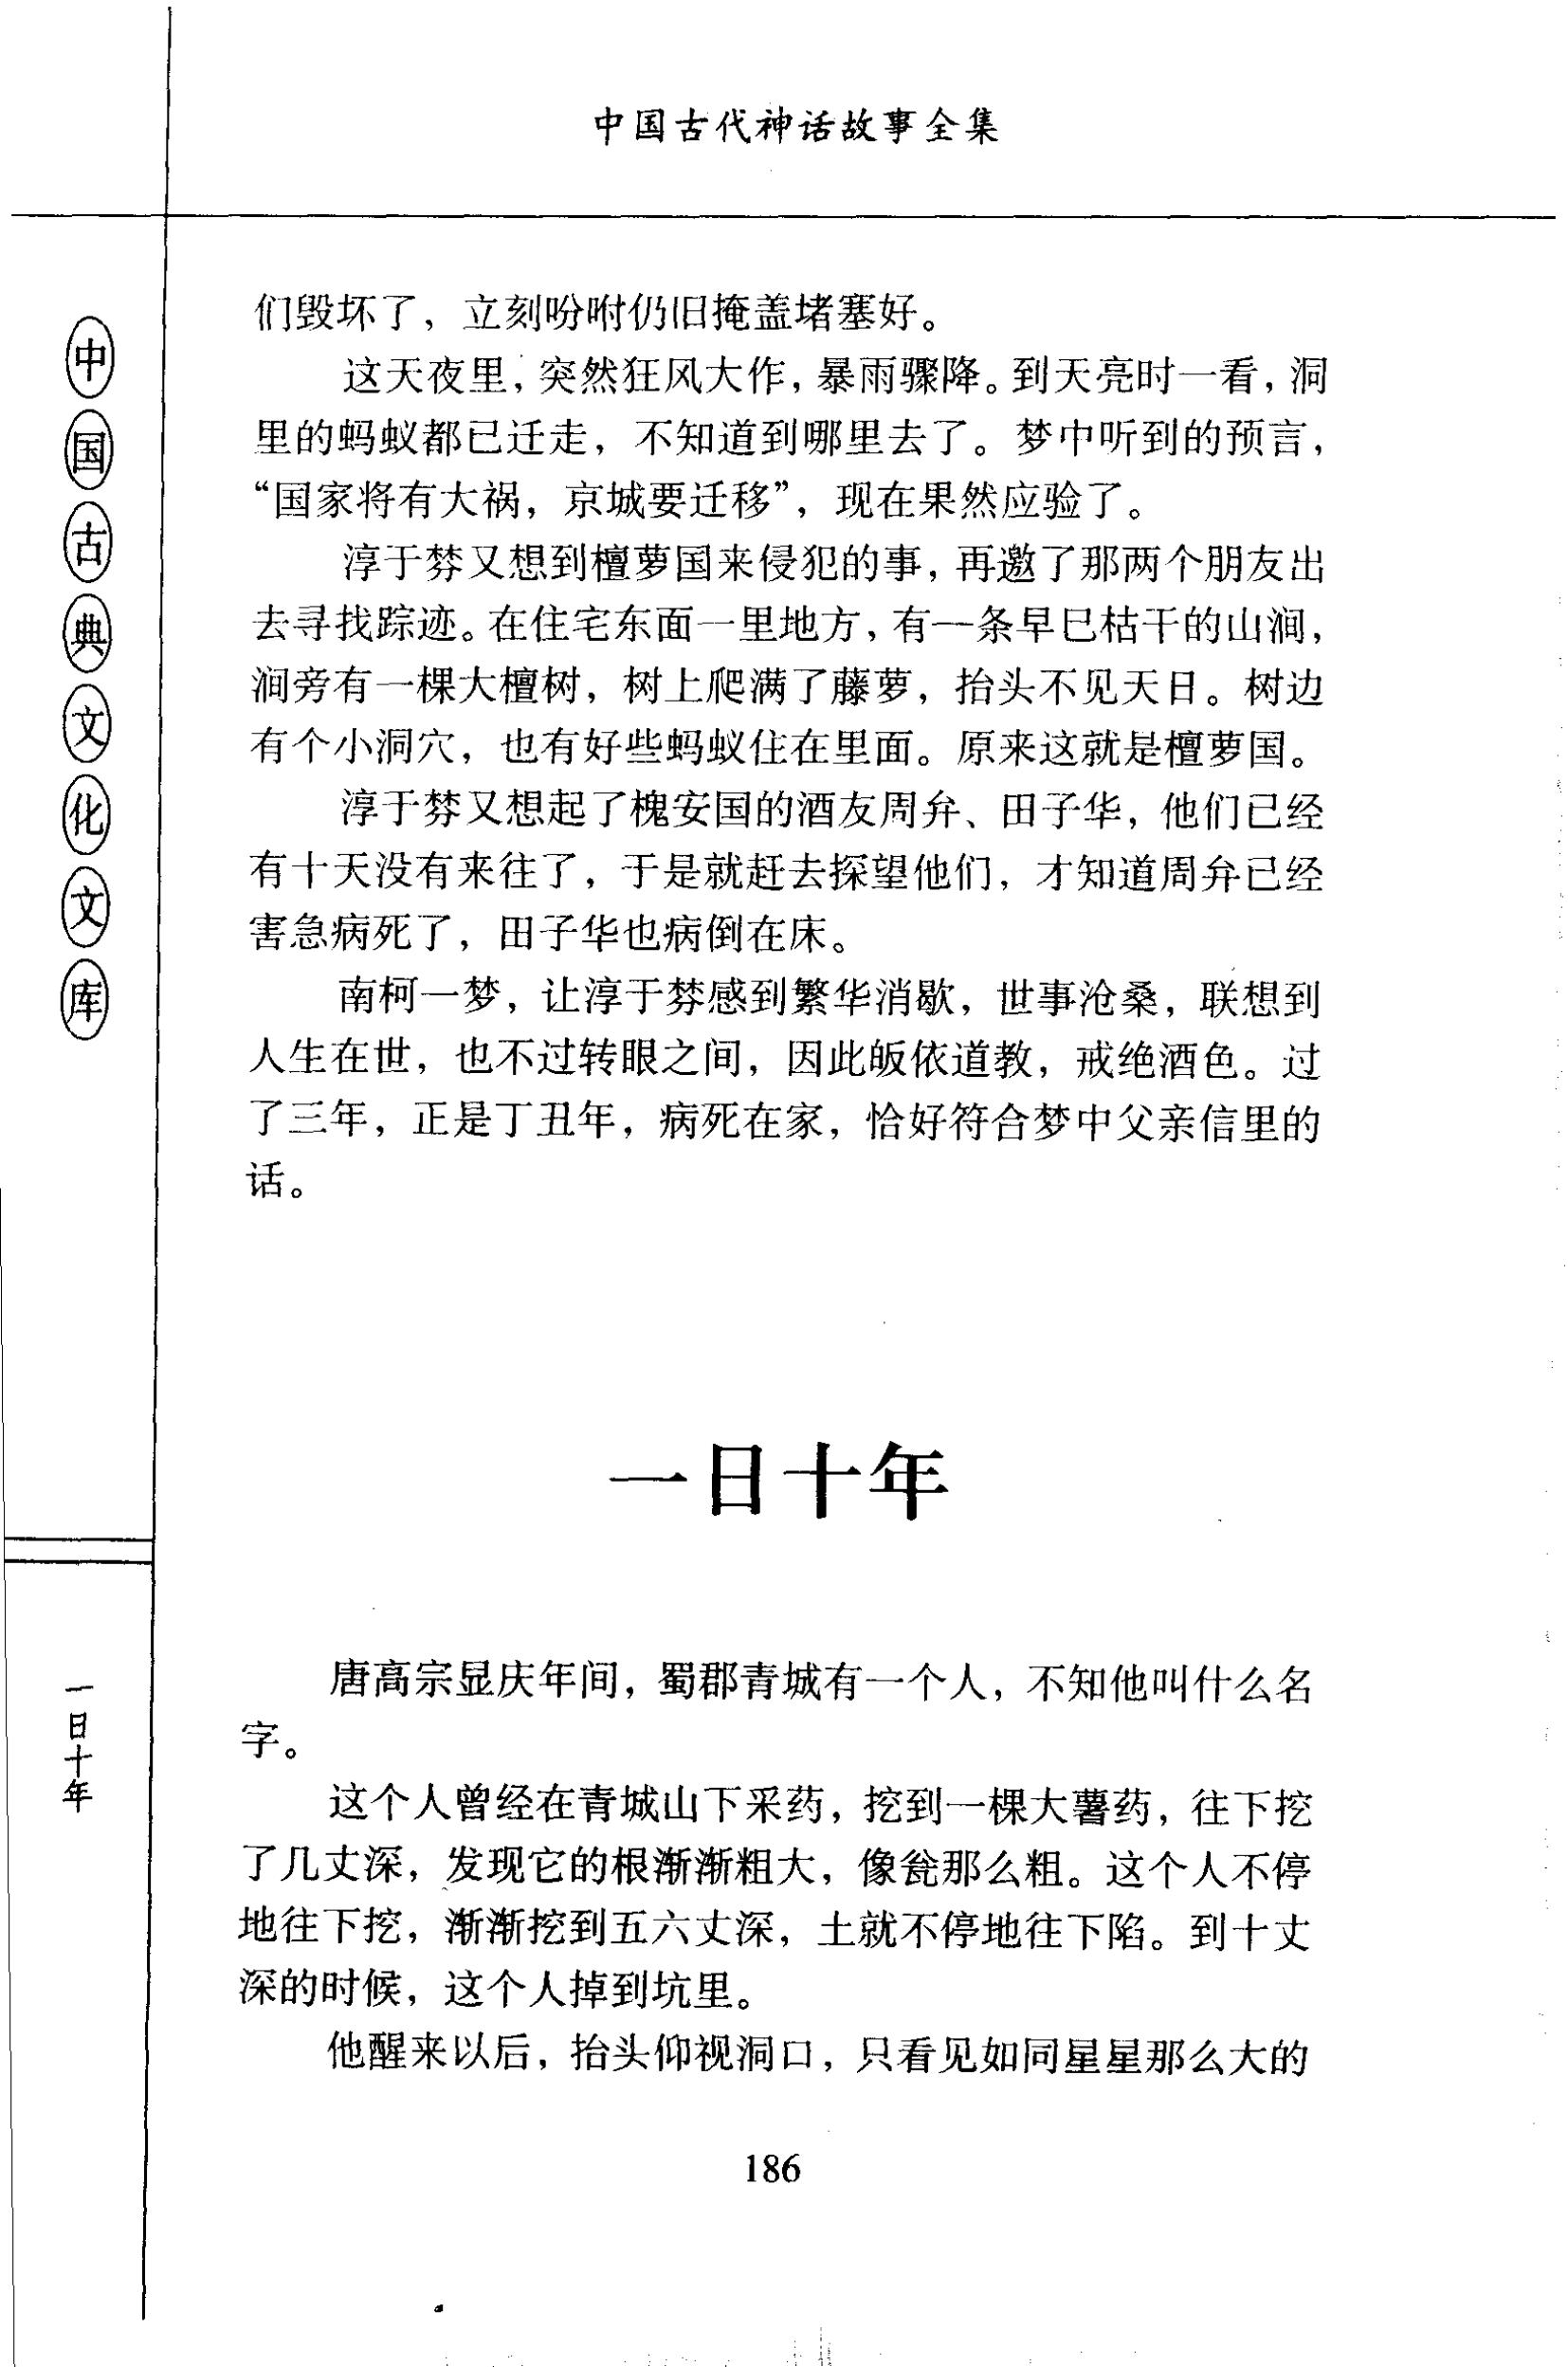 中国古代神话故事全集
中国古典文化文库
一日十年
们毁坏了，立刻吩咐仍旧掩盖堵塞好。
这天夜里，突然狂风大作，暴雨骤降。到天亮时一看，洞
里的蚂蚁都已迁走，不知道到哪里去了。梦中听到的预言，
“国家将有大祸，京城要迁移”，现在果然应验了。
淳于棼又想到檀萝国来侵犯的事，再邀了那两个朋友出
去寻找踪迹。在住宅东面一里地方，有一条早已枯干的山涧，
涧旁有一棵大檀树，树上爬满了藤萝，抬头不见天日。树边
有个小洞穴，也有好些蚂蚁住在里面。原来这就是檀萝国。
淳于棼又想起了槐安国的酒友周弁、田子华，他们已经
有十天没有来往了，于是就赶去探望他们，才知道周弁已经
害急病死了，田子华也病倒在床。
南柯一梦，让淳于棼感到繁华消歇，世事沧桑，联想到
人生在世，也不过转眼之间，因此皈依道教，戒绝酒色。过
了三年，正是丁丑年，病死在家，恰好符合梦中父亲信里的
话。
一日十年
唐高宗显庆年间，蜀郡青城有一个人，不知他叫什么名
字。
这个人曾经在青城山下采药，挖到一棵大薯药，往下挖
了几丈深，发现它的根渐渐粗大，像瓮那么粗。这个人不停
地往下挖，渐渐挖到五六丈深，土就不停地往下陷。到十丈
深的时候，这个人掉到坑里。
他醒来以后，抬头仰视洞口，只看见如同星星那么大的
186